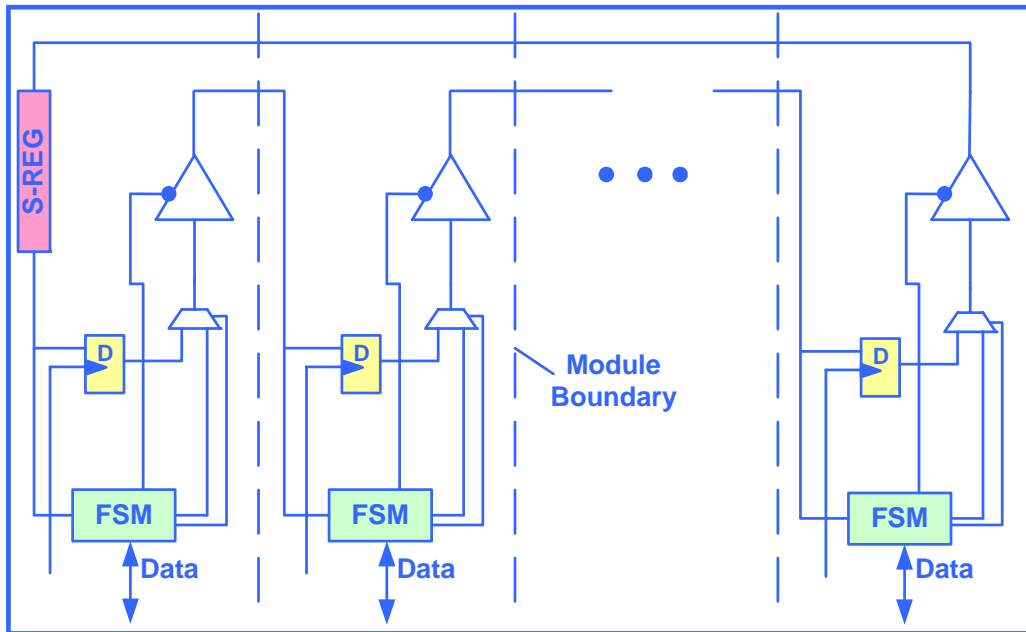 S-REG
D
D
D
Module
Boundary
FSM
FSM
FSM
Data
Data
Data